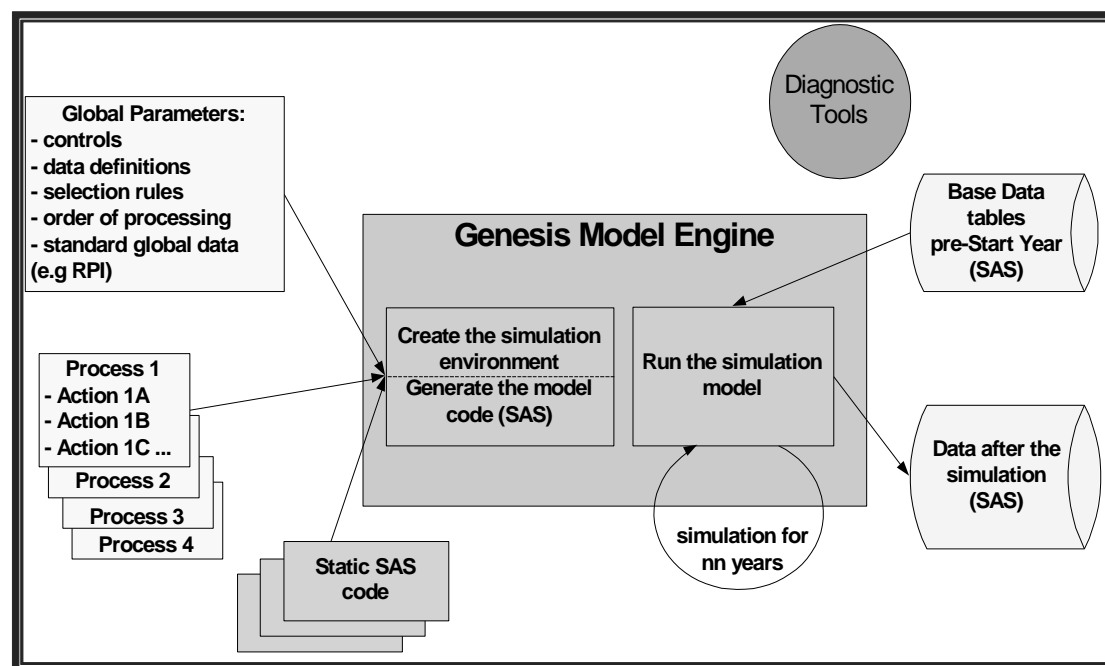 Diagnostic
Tools
Global Parameters:
- controls
- data definitions
- selection rules
- order of processing
- standard global data
(e.g RPI)
Base Data
tables
pre-Start Year
(SAS)
Genesis Model Engine
Create the simulation
environment
Generate the model
code (SAS)
Run the simulation
model
Process 1
- Action 1A
- Action 1B
- Action 1C ...
Process 2
Process 3
Process 4
Data after the
simulation
(SAS)
simulation for
nn years
Static SAS
code